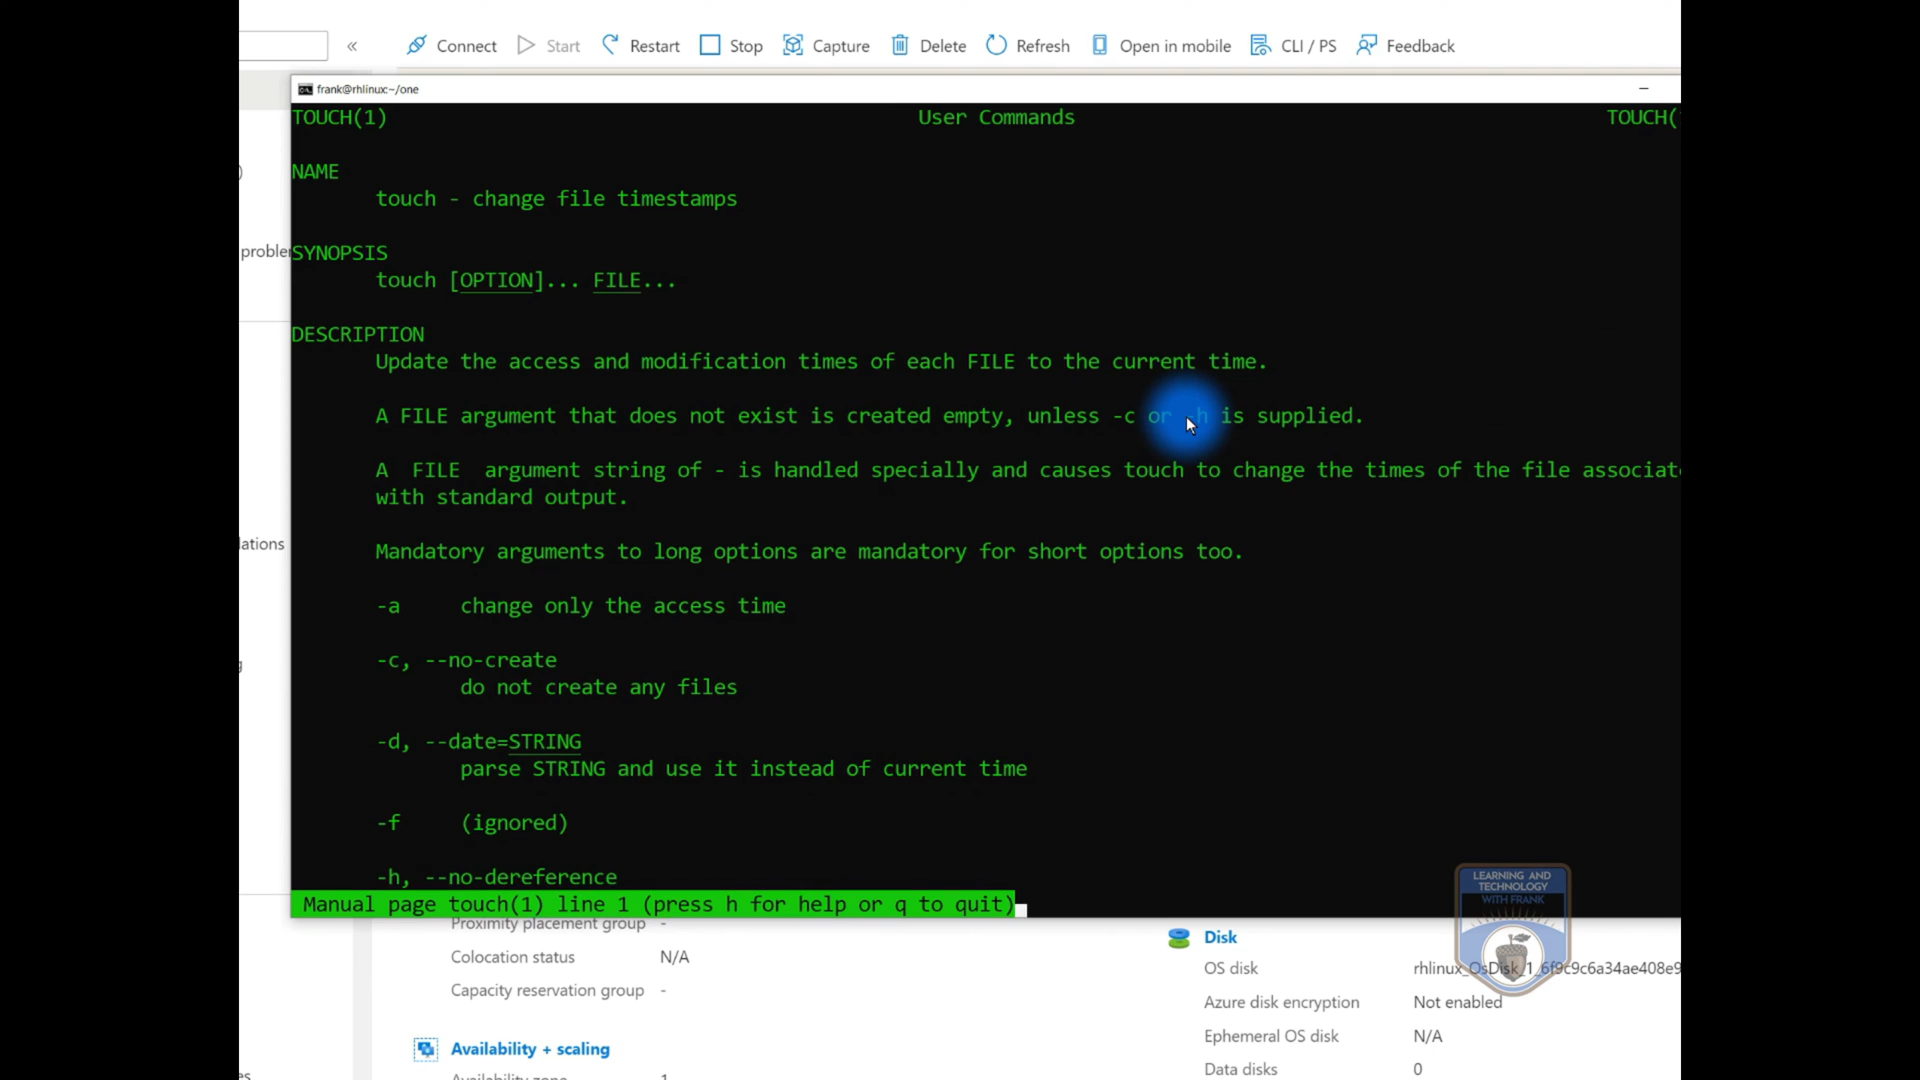 «
Connect
Start
Restart
Stop
Capture
Delete
Refresh
Open in mobile
CLI / PS
Feedback
frank@rhlinux:~/one
TOUCH(1)
User Commands
TOUCH(
NAME
touch - change file timestamps
SYNOPSIS
touch [OPTION]... FILE...
DESCRIPTION
Update the access and modification times of each FILE to the current time.
A FILE argument that does not exist is created empty, unless -c or -h is supplied.
A FILE argument string of - is handled specially and causes touch to change the times of the file associat
with standard output.
Mandatory arguments to long options are mandatory for short options too.
-a change only the access time
-c, --no-create
do not create any files
-d, --date=STRING
parse STRING and use it instead of current time
-f (ignored)
-h, --no-dereference
Manual page touch(1) line 1 (press h for help or q to quit)
)
proble
lations
g
es
Proximity placement group -
Colocation status N/A
Capacity reservation group -
Availability + scaling
Availability zone 1
Disk
OS disk rhlinux_OsDisk_1_6f9c9c6a34ae408e9
Azure disk encryption Not enabled
Ephemeral OS disk N/A
Data disks 0
LEARNING AND
TECHNOLOGY
WITH FRANK